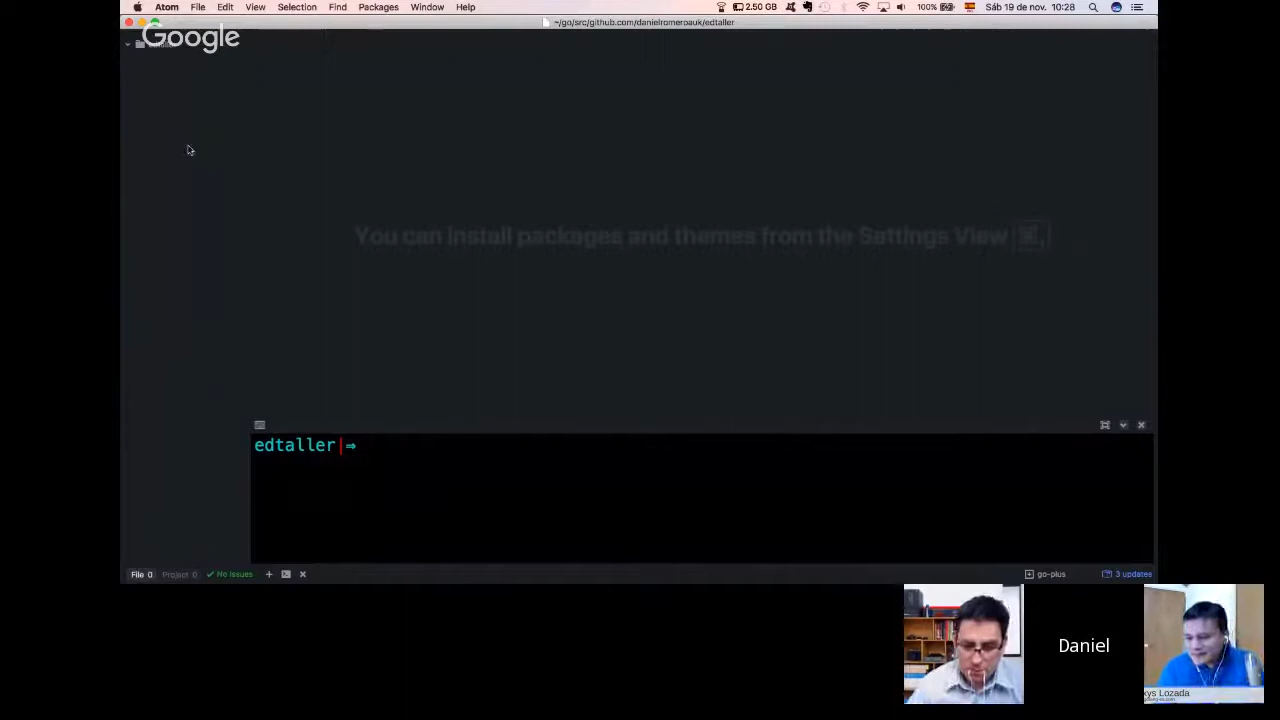 Atom File Edit View Selection Find Packages Window Help 2.50 GB 100% Sáb 19 de nov. 10:28
~/go/src/github.com/danielromeroauk/edtaller
Google
You can install packages and themes from the Settings View ⌘,
edtaller ⇒
File 0 Project 0 No Issues go-plus 3 updates
Daniel
xys Lozada